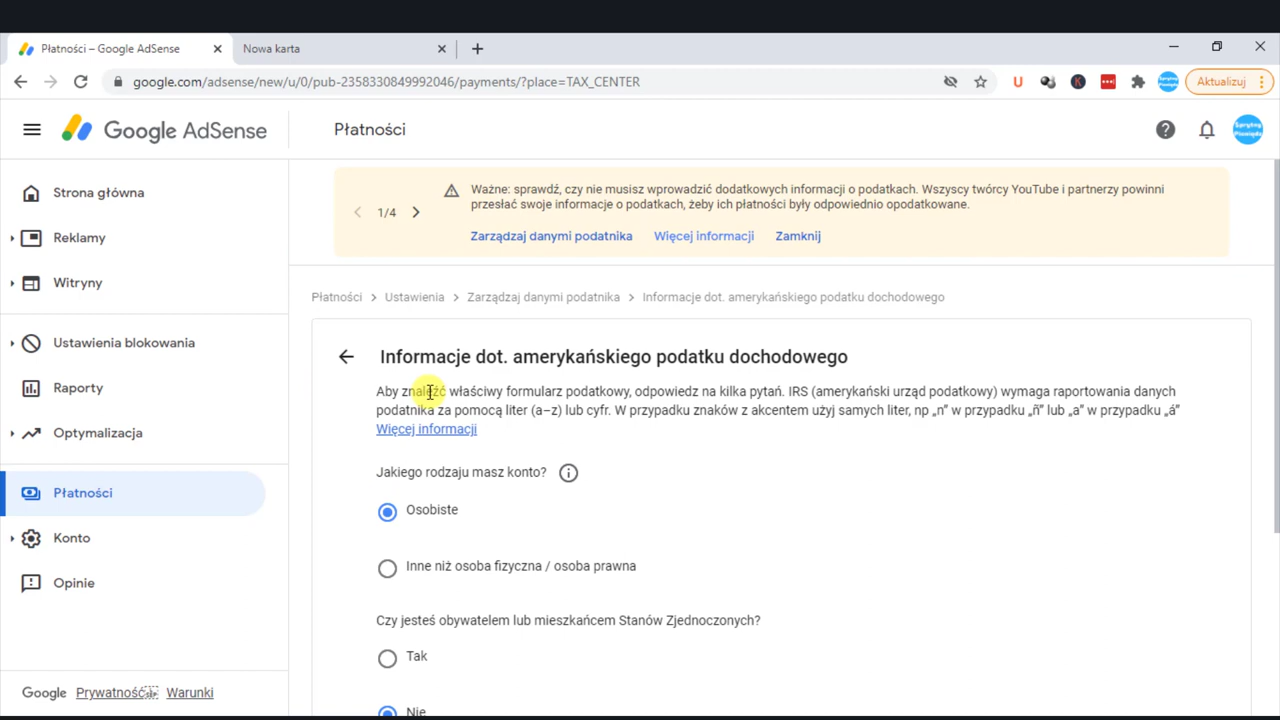 Płatności – Google AdSense
Nowa karta
google.com/adsense/new/u/0/pub-2358330849992046/payments/?place=TAX_CENTER
Aktualizuj
Google AdSense
Płatności
Sprytny
Pieniądz
Strona główna
Reklamy
Witryny
Ustawienia blokowania
Raporty
Optymalizacja
Płatności
Konto
Opinie
Google Prywatność Warunki
1/4
Ważne: sprawdź, czy nie musisz wprowadzić dodatkowych informacji o podatkach. Wszyscy twórcy YouTube i partnerzy powinni
przesłać swoje informacje o podatkach, żeby ich płatności były odpowiednio opodatkowane.
Zarządzaj danymi podatnika Więcej informacji Zamknij
Płatności Ustawienia Zarządzaj danymi podatnika Informacje dot. amerykańskiego podatku dochodowego
Informacje dot. amerykańskiego podatku dochodowego
Aby znaleźć właściwy formularz podatkowy, odpowiedz na kilka pytań. IRS (amerykański urząd podatkowy) wymaga raportowania danych
podatnika za pomocą liter (a–z) lub cyfr. W przypadku znaków z akcentem użyj samych liter, np „n” w przypadku „ñ” lub „a” w przypadku „á”
Więcej informacji
Jakiego rodzaju masz konto?
Osobiste
Inne niż osoba fizyczna / osoba prawna
Czy jesteś obywatelem lub mieszkańcem Stanów Zjednoczonych?
Tak
Nie